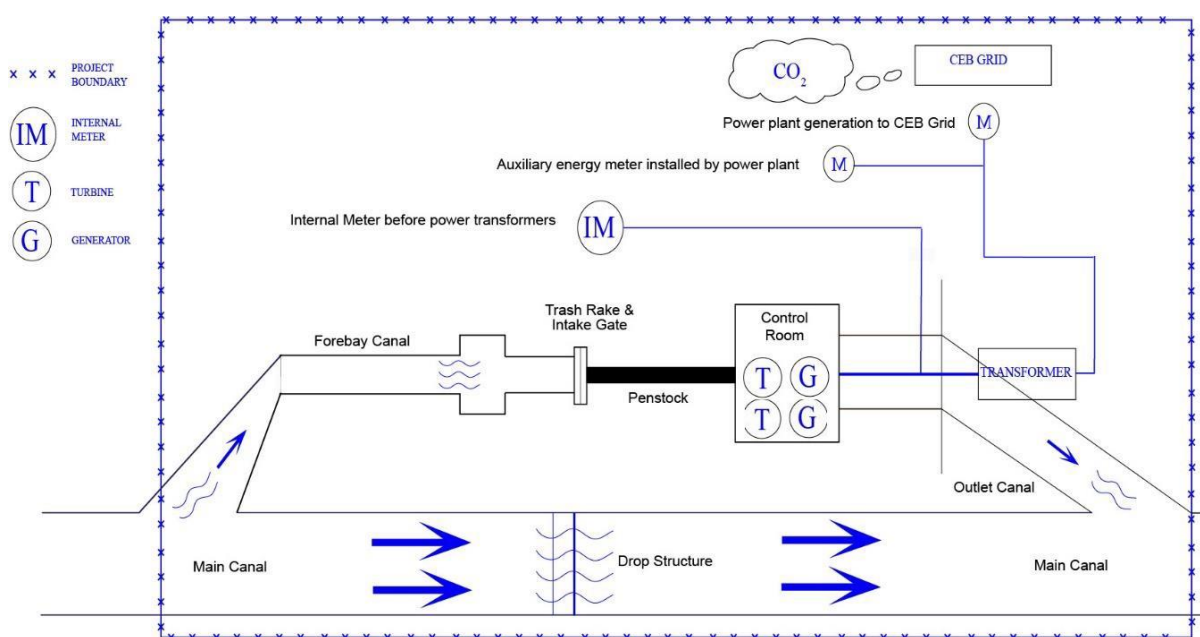 PROJECT
BOUNDARY
IM
INTERNAL
METER
T
TURBINE
G
GENERATOR
CO2
CEB GRID
Power plant generation to CEB Grid
M
Auxiliary energy meter installed by power plant
M
Internal Meter before power transformers
IM
Trash Rake &
Intake Gate
Forebay Canal
Control
Room
T G
T G
TRANSFORMER
Penstock
Outlet Canal
Main Canal
Drop Structure
Main Canal